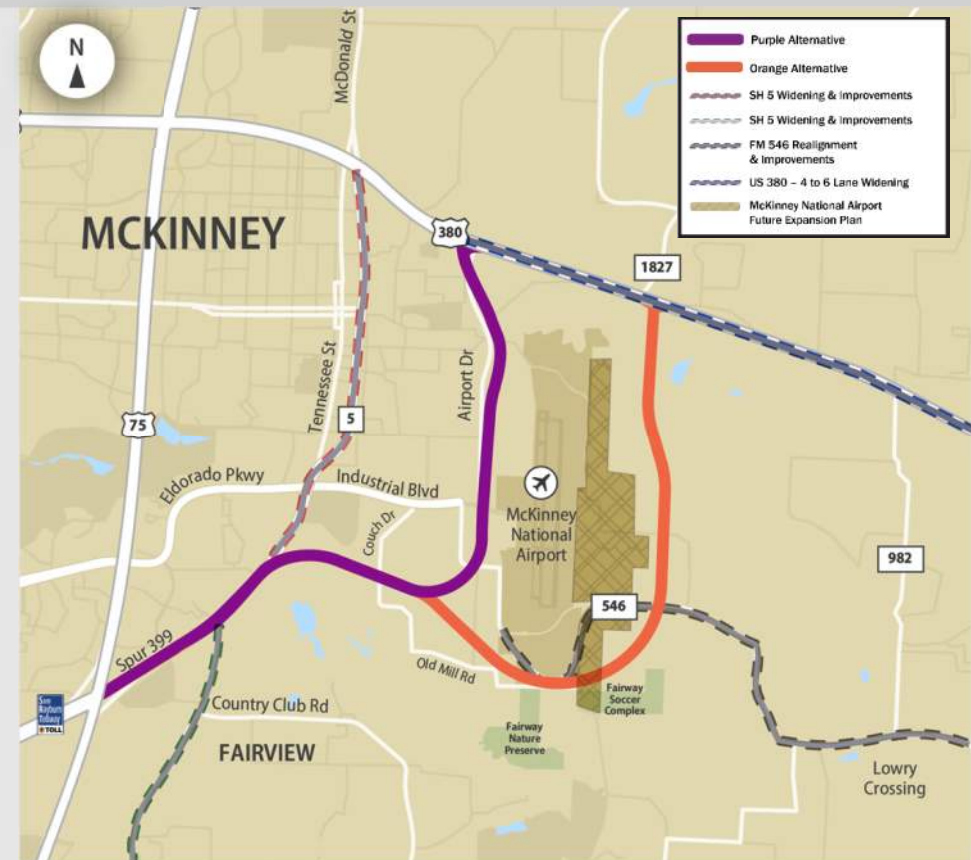 N
McDonald St
Purple Alternative
Orange Alternative
SH 5 Widening & Improvements
SH 5 Widening & Improvements
FM 546 Realignment
& Improvements
US 380 – 4 to 6 Lane Widening
McKinney National Airport
Future Expansion Plan
MCKINNEY
380
1827
Tennessee St
Airport Dr
5
75
Eldorado Pkwy
Industrial Blvd
Couch Dr
McKinney
National
Airport
982
546
Spur 399
Old Mill Rd
Sam
Rayburn
Tollway
TOLL
Country Club Rd
Fairway
Soccer
Complex
FAIRVIEW
Fairway
Nature
Preserve
Lowry
Crossing